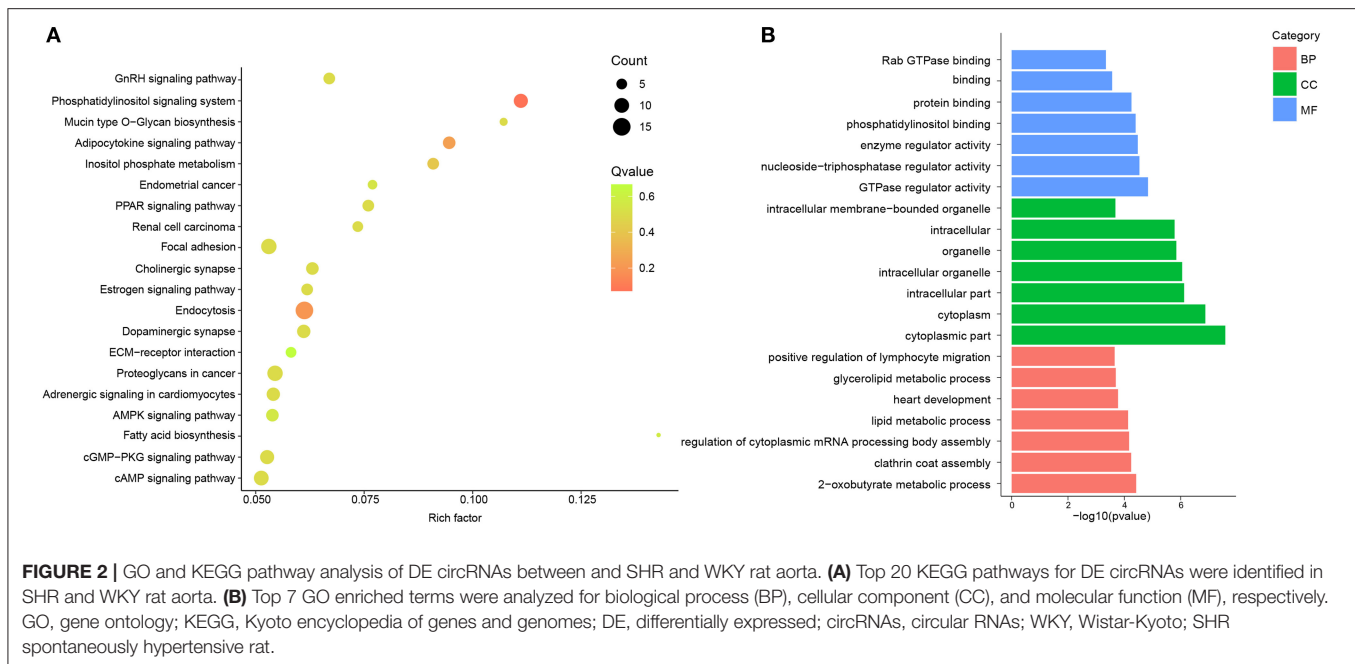 A
GnRH signaling pathway
Phosphatidylinositol signaling system
Mucin type O−Glycan biosynthesis
Adipocytokine signaling pathway
Inositol phosphate metabolism
Endometrial cancer
PPAR signaling pathway
Renal cell carcinoma
Focal adhesion
Cholinergic synapse
Estrogen signaling pathway
Endocytosis
Dopaminergic synapse
ECM−receptor interaction
Proteoglycans in cancer
Adrenergic signaling in cardiomyocytes
AMPK signaling pathway
Fatty acid biosynthesis
cGMP−PKG signaling pathway
cAMP signaling pathway
0.050 0.075 0.100 0.125
Rich factor
Count
5
10
15
Qvalue
0.6
0.4
0.2
B
Rab GTPase binding
binding
protein binding
phosphatidylinositol binding
enzyme regulator activity
nucleoside−triphosphatase regulator activity
GTPase regulator activity
intracellular membrane−bounded organelle
intracellular
organelle
intracellular organelle
intracellular part
cytoplasm
cytoplasmic part
positive regulation of lymphocyte migration
glycerolipid metabolic process
heart development
lipid metabolic process
regulation of cytoplasmic mRNA processing body assembly
clathrin coat assembly
2−oxobutyrate metabolic process
0 2 4 6
−log10(pvalue)
Category
BP
CC
MF
FIGURE 2 | GO and KEGG pathway analysis of DE circRNAs between and SHR and WKY rat aorta. (A) Top 20 KEGG pathways for DE circRNAs were identified in
SHR and WKY rat aorta. (B) Top 7 GO enriched terms were analyzed for biological process (BP), cellular component (CC), and molecular function (MF), respectively.
GO, gene ontology; KEGG, Kyoto encyclopedia of genes and genomes; DE, differentially expressed; circRNAs, circular RNAs; WKY, Wistar-Kyoto; SHR
spontaneously hypertensive rat.